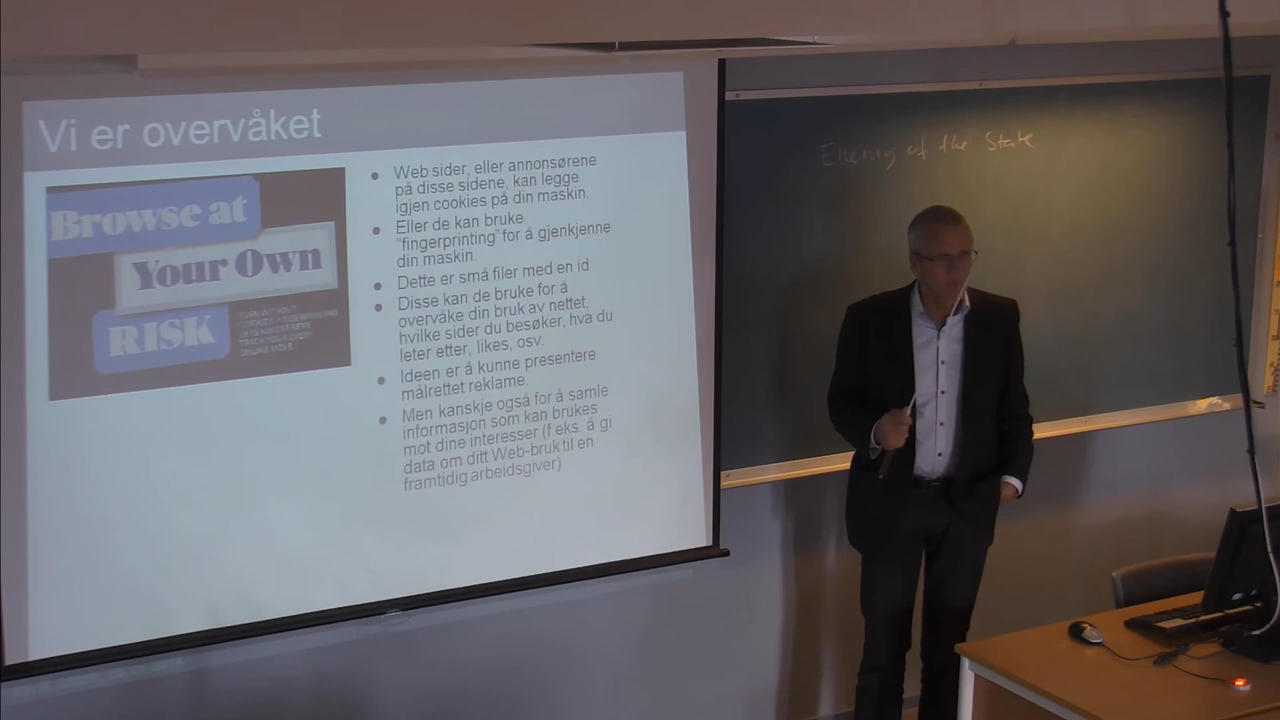 Vi er overvåket
Browse at
Your Own
RISK
Web sider, eller annonsørene
på disse sidene, kan legge
igjen cookies på din maskin.
Eller de kan bruke
"fingerprinting" for å gjenkjenne
din maskin.
Dette er små filer med en id
Disse kan de bruke for å
overvåke din bruk av nettet,
hvilke sider du besøker, hva du
leter etter, likes, osv.
Ideen er å kunne presentere
målrettet reklame.
Men kanskje også for å samle
informasjon som kan brukes
mot dine interesser (f.eks. å gi
data om ditt Web-bruk til en
framtidig arbeidsgiver)
Enemy of the State